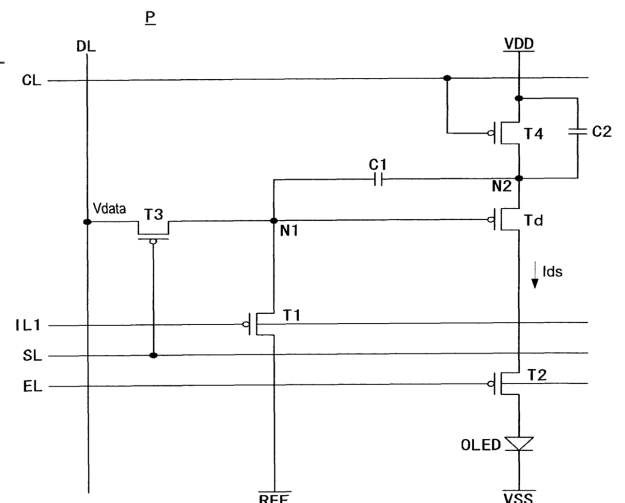 P
DL
VDD
CL
T4
C2
C1
N2
Vdata
T3
N1
Td
Ids
T1
IL1
SL
T2
EL
OLED
REF
VSS